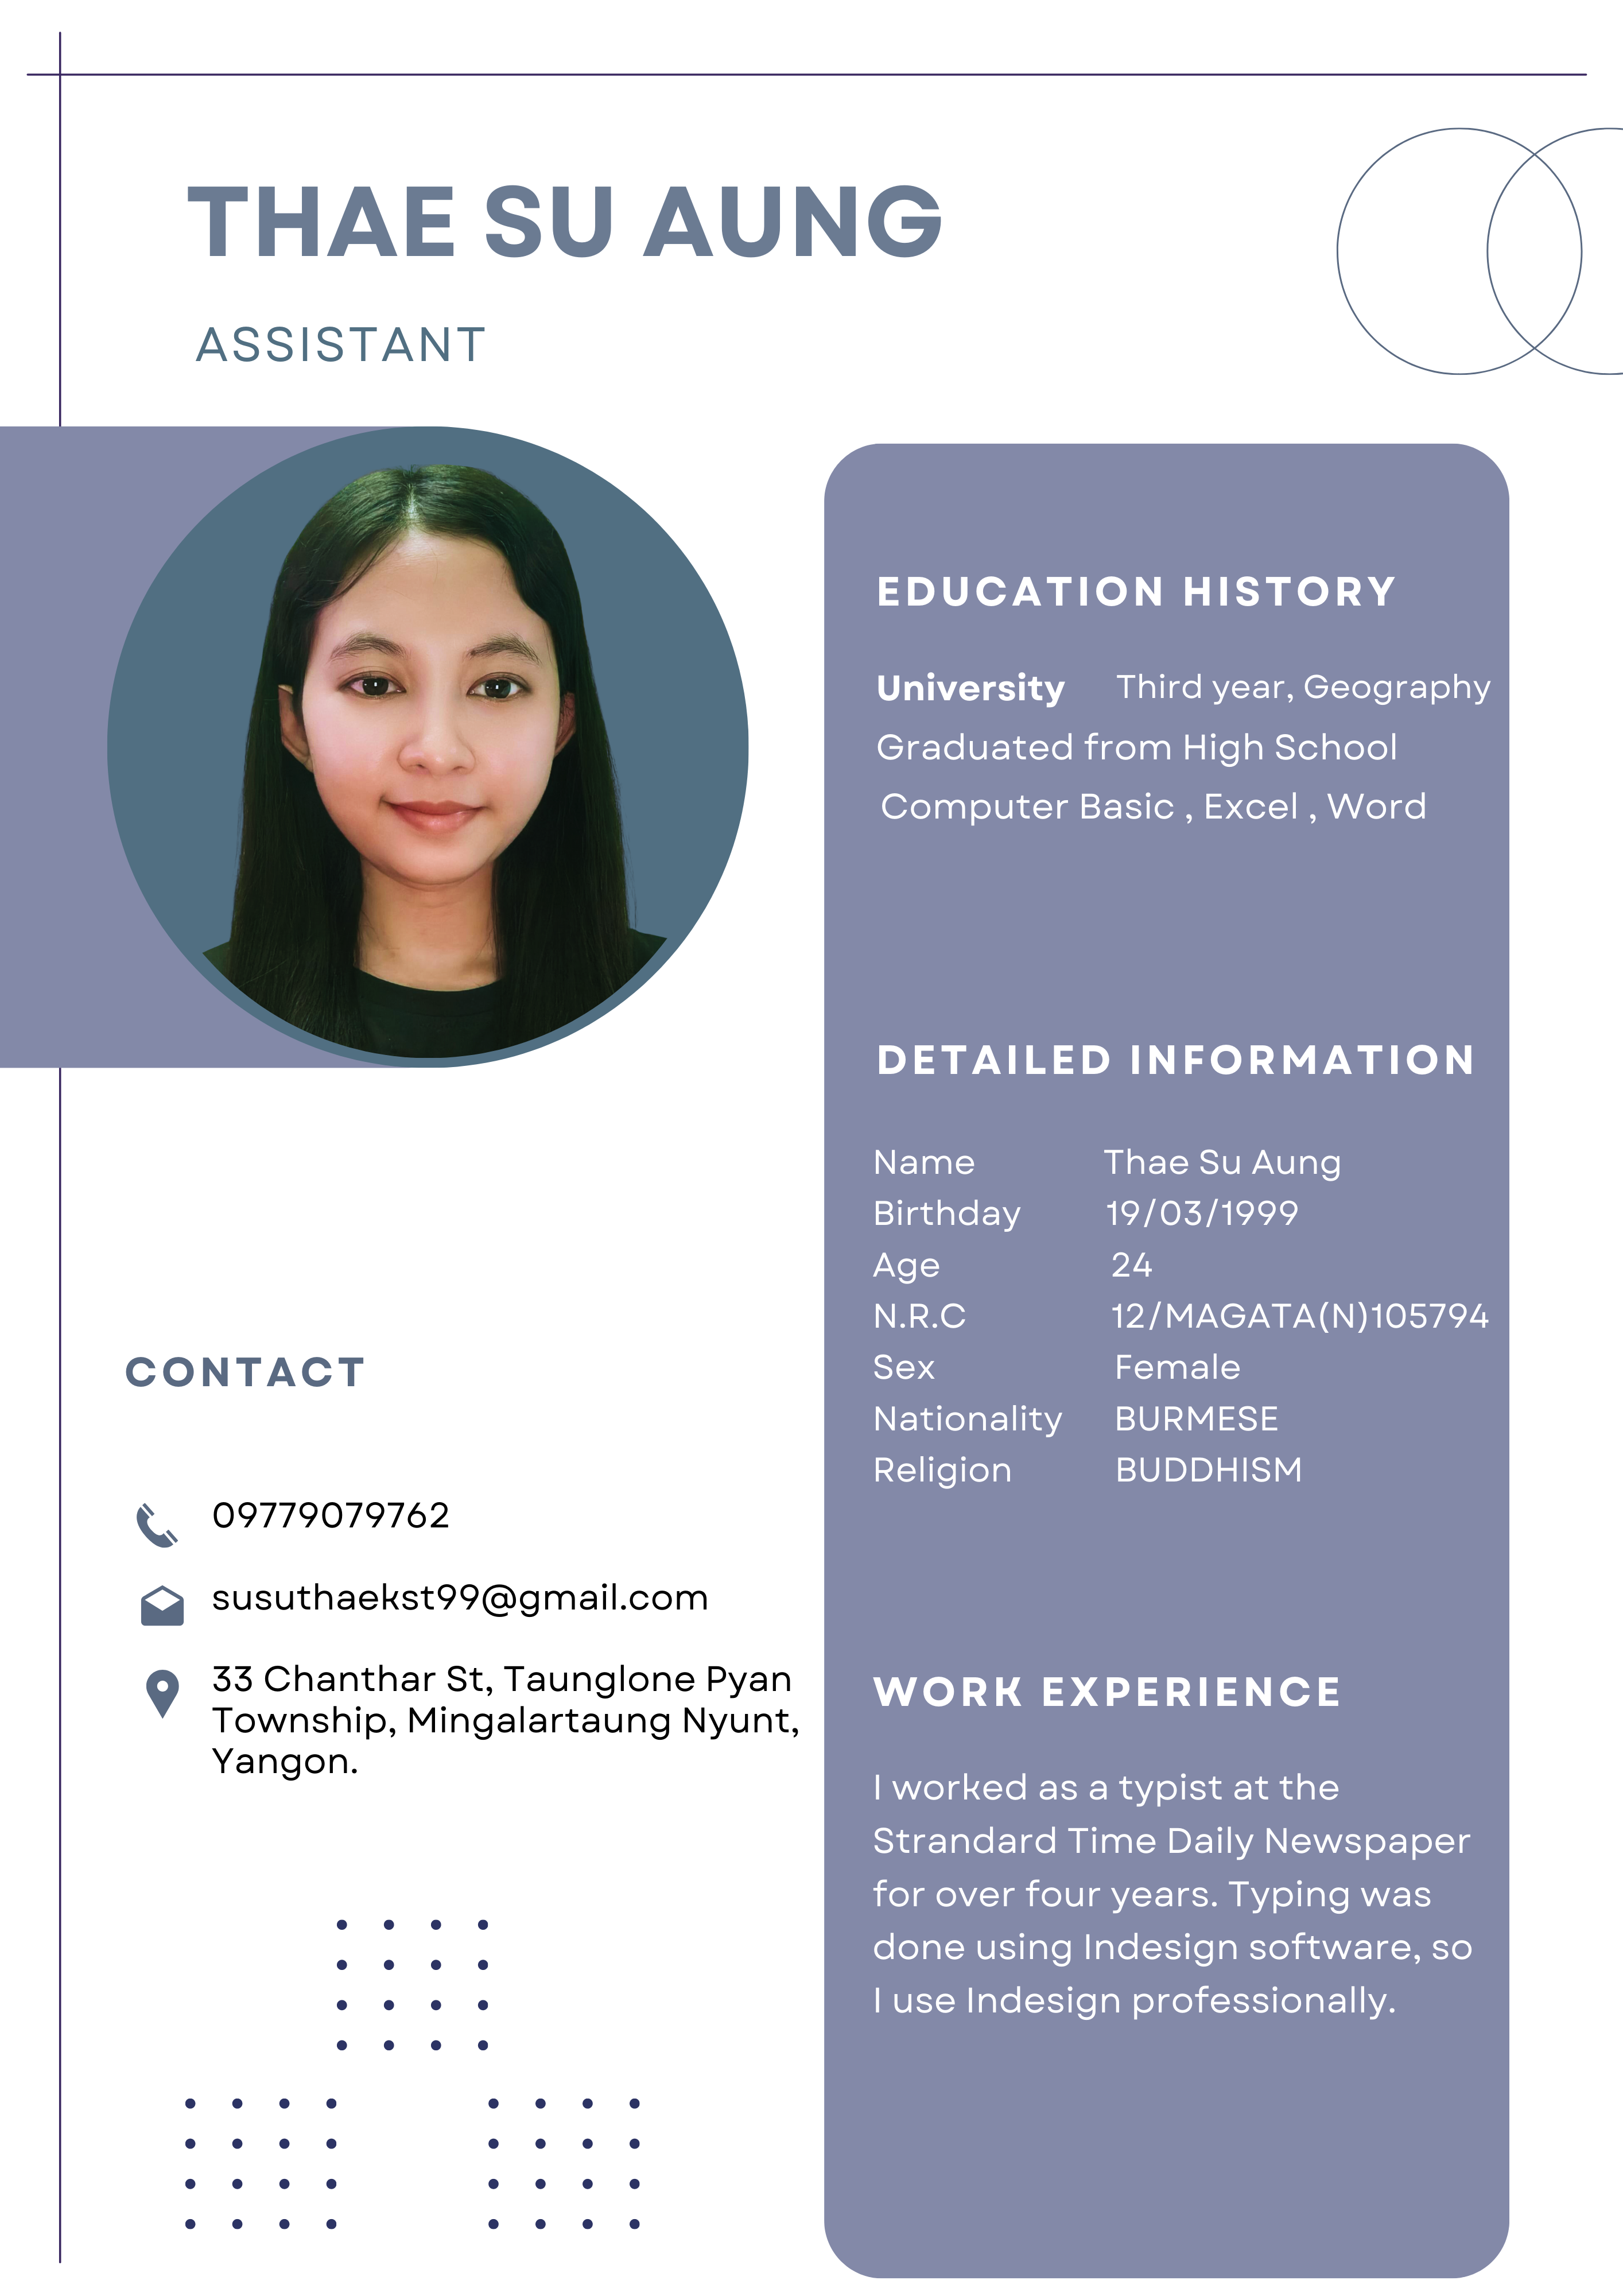 THAE SU AUNG
ASSISTANT
EDUCATION HISTORY
University Third year, Geography
Graduated from High School
Computer Basic , Excel , Word
DETAILED INFORMATION
Name Thae Su Aung
Birthday 19/03/1999
Age 24
N.R.C 12/MAGATA(N)105794
Sex Female
Nationality BURMESE
Religion BUDDHISM
CONTACT
09779079762
susuthaekst99@gmail.com
33 Chanthar St, Taunglone Pyan
Township, Mingalartaung Nyunt,
Yangon.
WORK EXPERIENCE
I worked as a typist at the
Strandard Time Daily Newspaper
for over four years. Typing was
done using Indesign software, so
I use Indesign professionally.